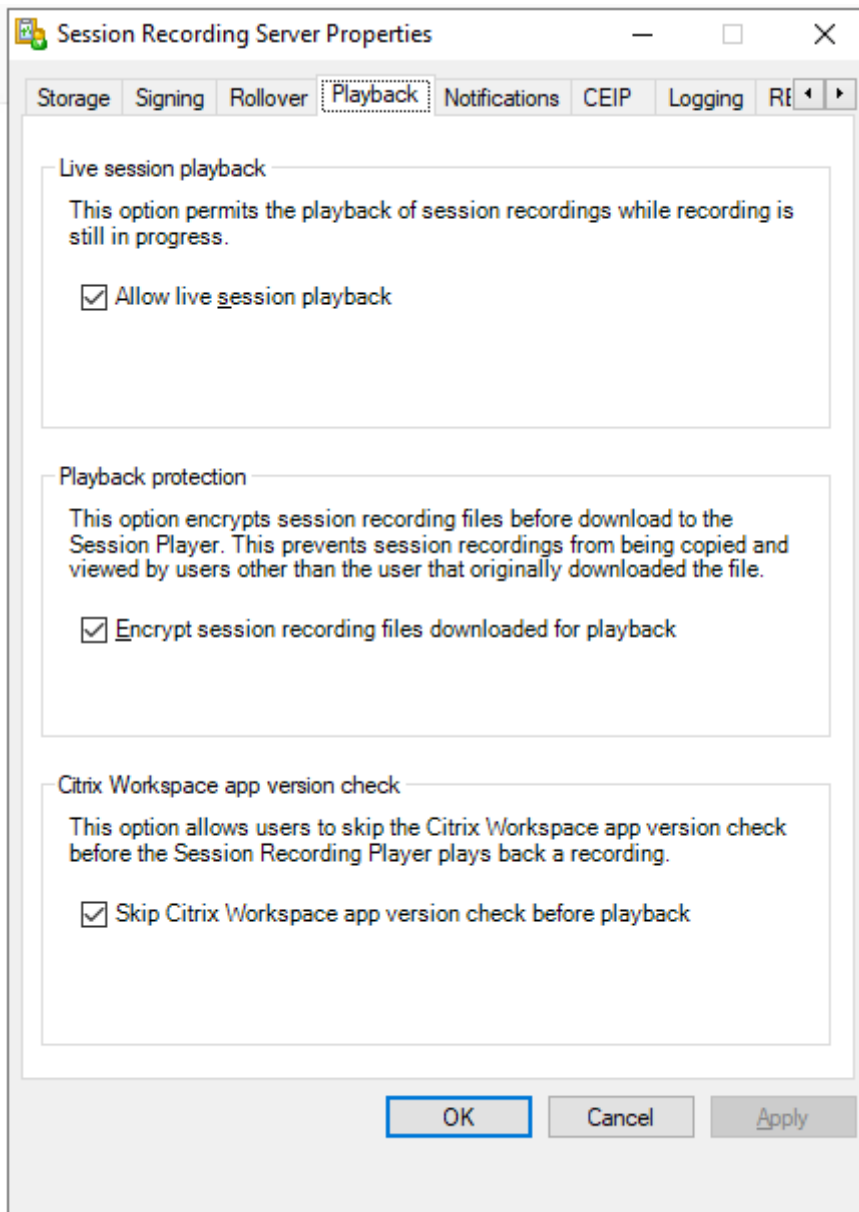 Session Recording Server Properties
Storage Signing Rollover Playback Notifications CEIP Logging
Live session playback
This option permits the playback of session recordings while recording is
still in progress.
Allow live session playback
Playback protection
This option encrypts session recording files before download to the
Session Player. This prevents session recordings from being copied and
viewed by users other than the user that originally downloaded the file.
Encrypt session recording files downloaded for playback
Citrix Workspace app version check
This option allows users to skip the Citrix Workspace app version check
before the Session Recording Player plays back a recording.
Skip Citrix Workspace app version check before playback
OK Cancel Apply